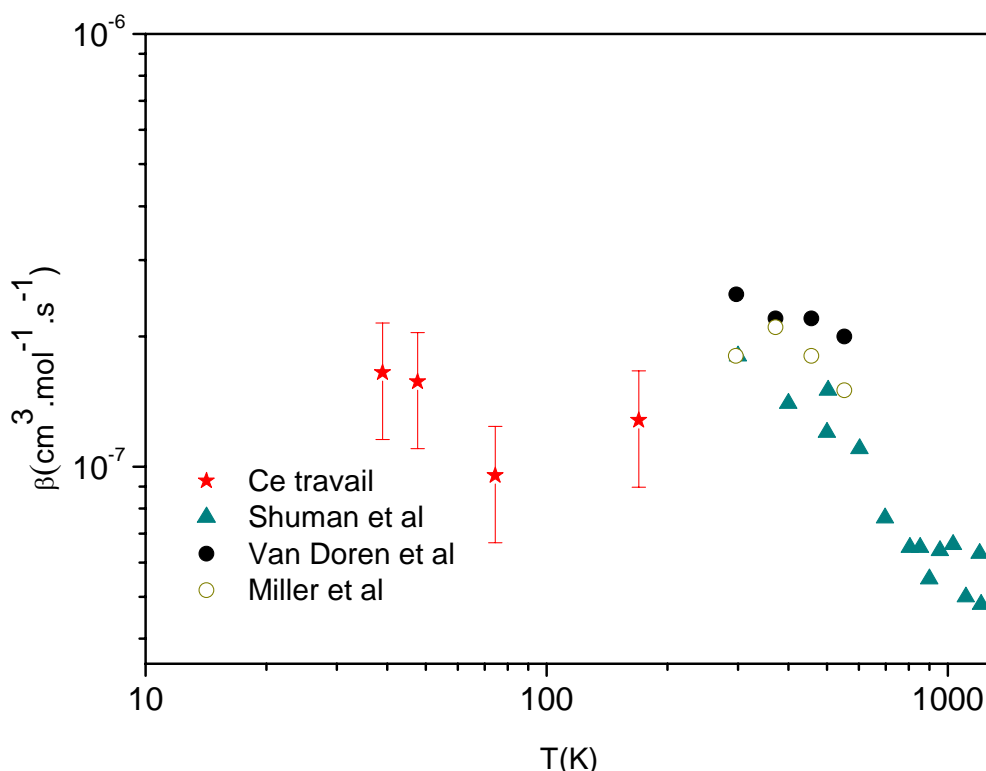 10^-6
β(cm^3.mol^-1.s^-1)
10^-7
Ce travail
Shuman et al
Van Doren et al
Miller et al
10
100
1000
T(K)